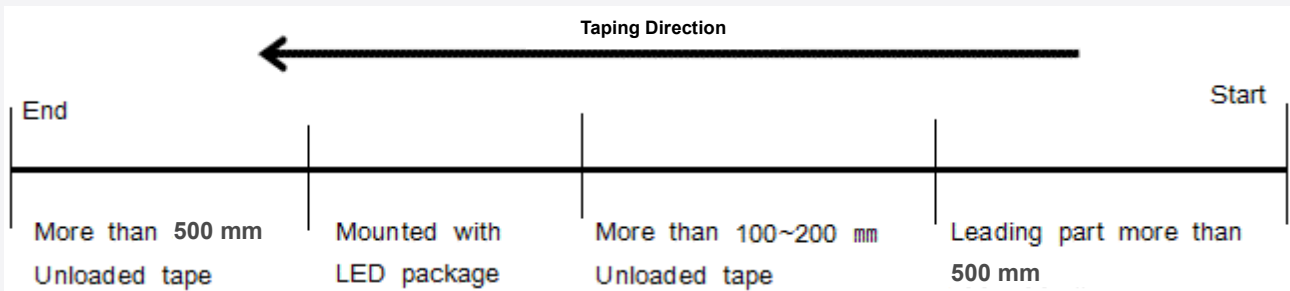 Taping Direction
End
Start
More than 500 mm
Unloaded tape
Mounted with
LED package
More than 100~200 ㎜
Unloaded tape
Leading part more than
500 mm